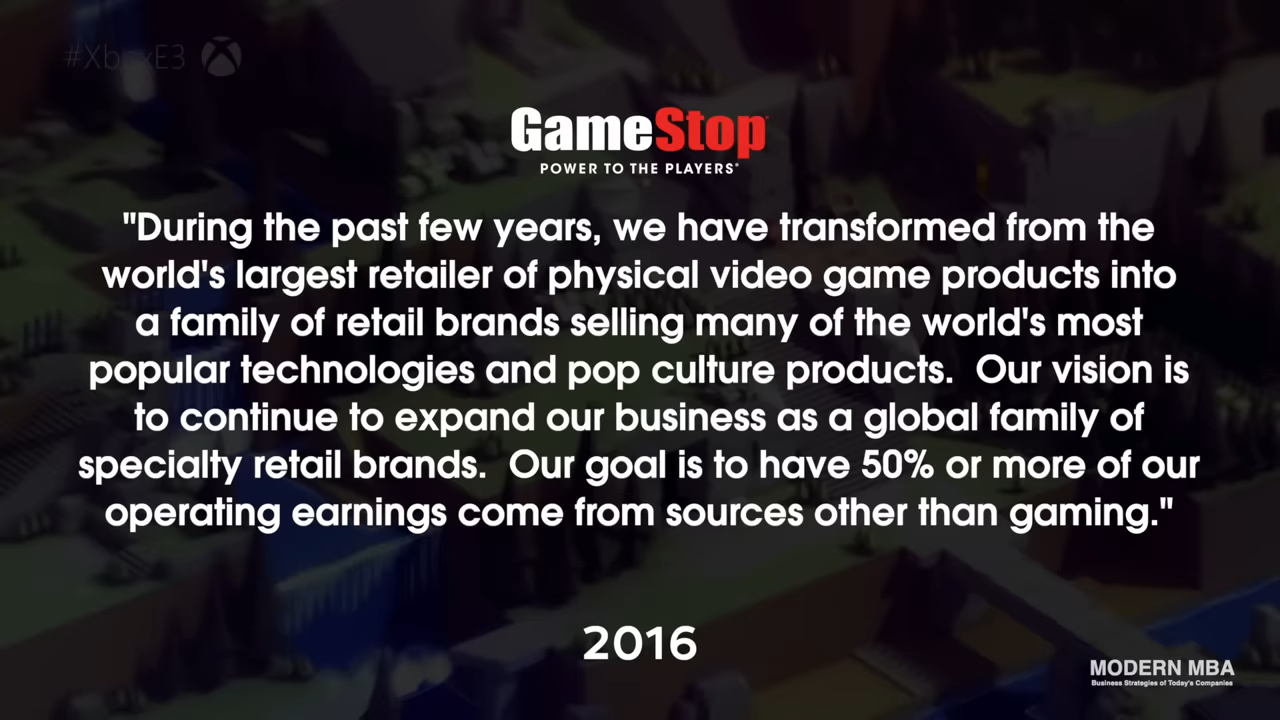 #XboxE3
GameStop
POWER TO THE PLAYERS®
"During the past few years, we have transformed from the
world's largest retailer of physical video game products into
a family of retail brands selling many of the world's most
popular technologies and pop culture products.  Our vision is
to continue to expand our business as a global family of
specialty retail brands.  Our goal is to have 50% or more of our
operating earnings come from sources other than gaming."
2016
MODERN MBA
Business Strategies of Today's Companies